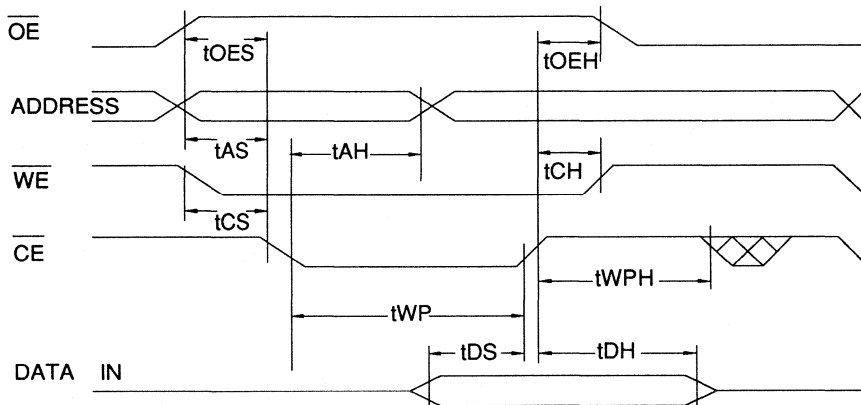 OE
tOES
tOEH
ADDRESS
tAS
tAH
tCH
WE
tCS
CE
tWPH
tWP
tDS
tDH
DATA IN